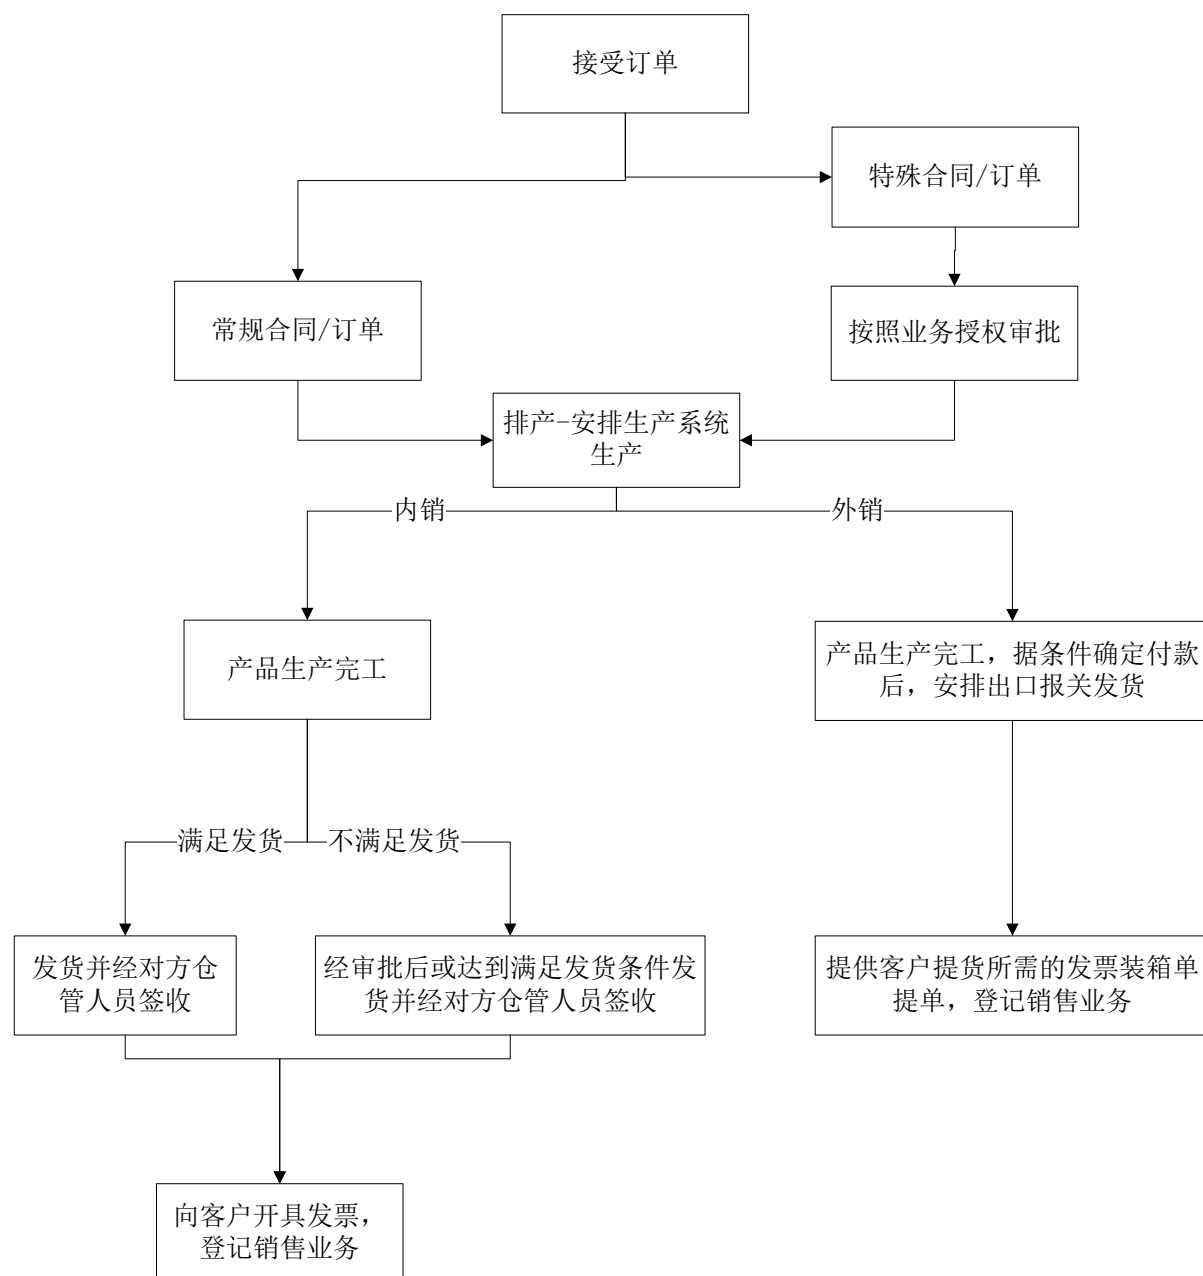 接受订单
特殊合同/订单
常规合同/订单
按照业务授权审批
排产-安排生产系统
生产
内销
外销
产品生产完工
产品生产完工，据条件确定付款
后，安排出口报关发货
满足发货
不满足发货
发货并经对方仓
管人员签收
经审批后或达到满足发货条件发
货并经对方仓管人员签收
提供客户提货所需的发票装箱单
提单，登记销售业务
向客户开具发票，
登记销售业务